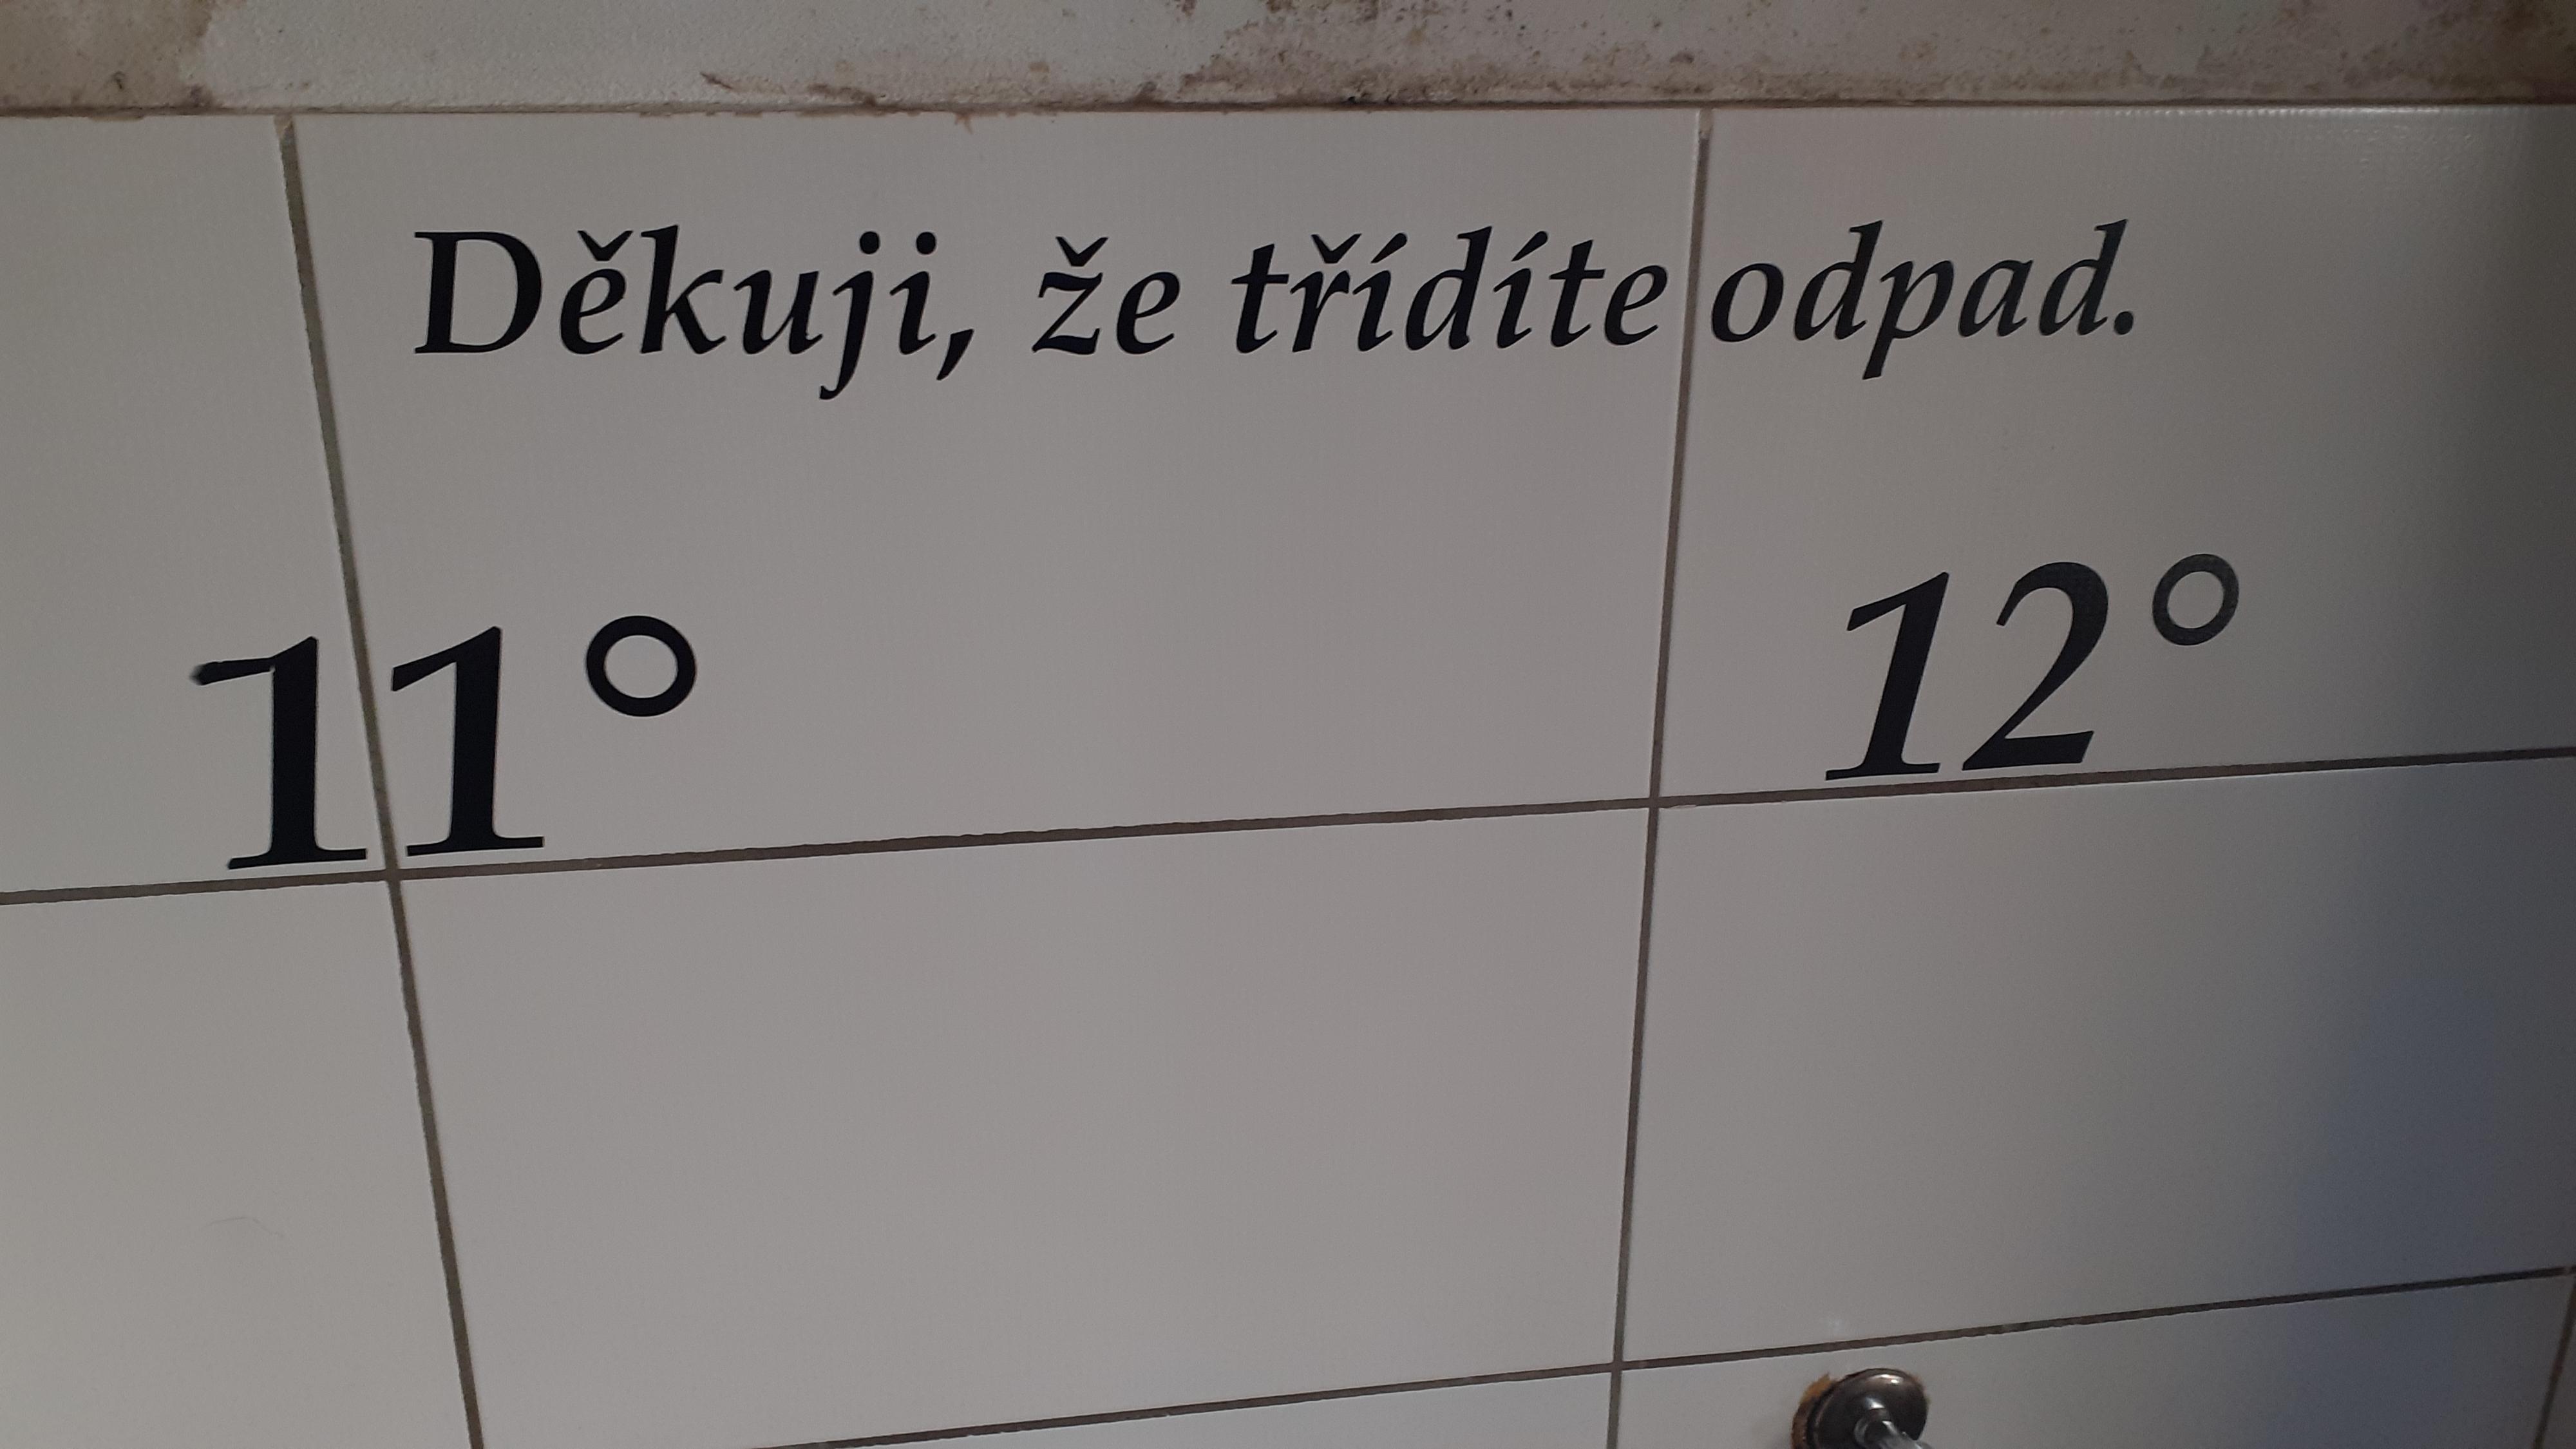 Děkuji, že třídíte odpad.
11° 12°